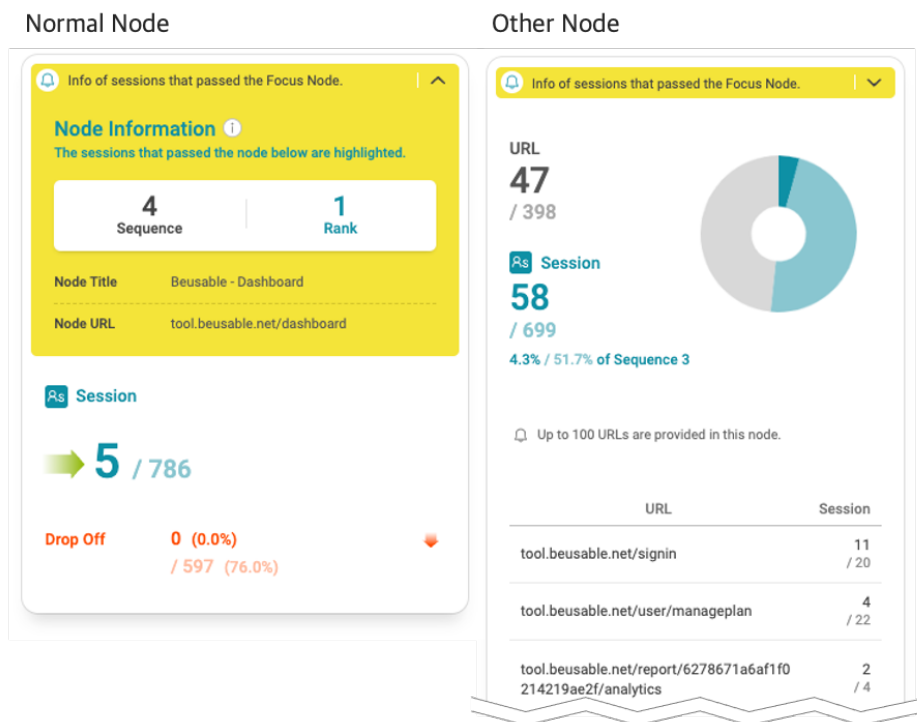 Normal Node
Info of sessions that passed the Focus Node.
Node Information
The sessions that passed the node below are highlighted.
4
Sequence
1
Rank
Node Title Beusable - Dashboard
Node URL tool.beusable.net/dashboard
Rs Session
5 / 786
Drop Off 0 (0.0%)
/ 597 (76.0%)
Other Node
Info of sessions that passed the Focus Node.
URL
47
/ 398
Rs Session
58
/ 699
4.3% / 51.7% of Sequence 3
Up to 100 URLs are provided in this node.
URL Session
tool.beusable.net/signin 11
/ 20
tool.beusable.net/user/manageplan 4
/ 22
tool.beusable.net/report/6278671a6af1f0 2
214219ae2f/analytics / 4